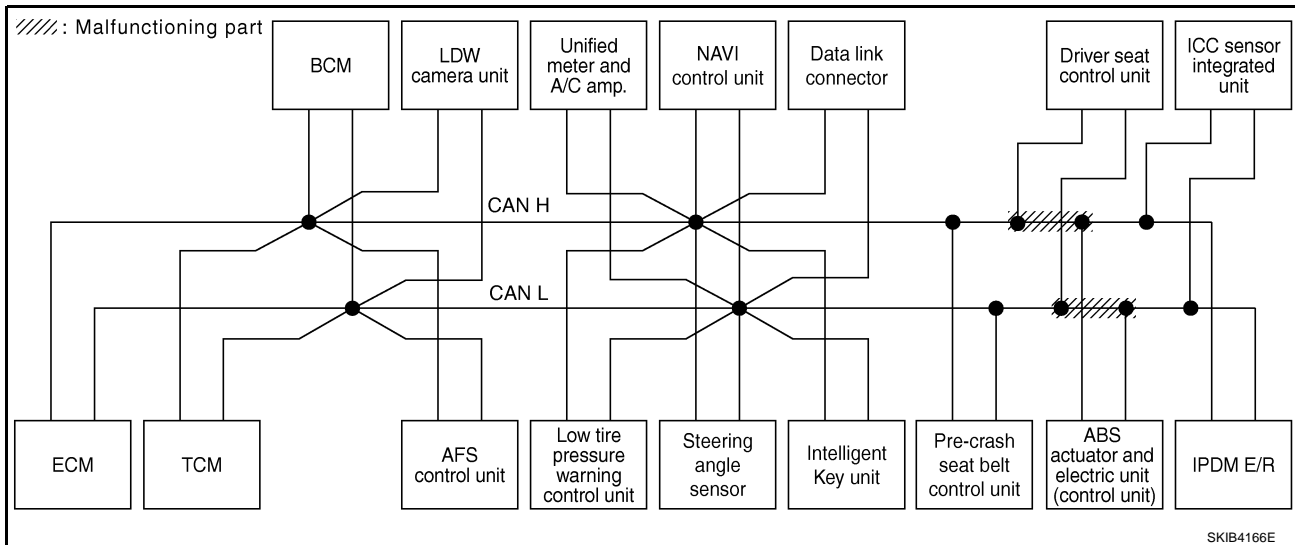 : Malfunctioning part
BCM
LDW
camera unit
Unified
meter and
A/C amp.
NAVI
control unit
Data link
connector
Driver seat
control unit
ICC sensor
integrated
unit
CAN H
CAN L
ECM
TCM
AFS
control unit
Low tire
pressure
warning
control unit
Steering
angle
sensor
Intelligent
Key unit
Pre-crash
seat belt
control unit
ABS
actuator and
electric unit
(control unit)
IPDM E/R
SKIB4166E